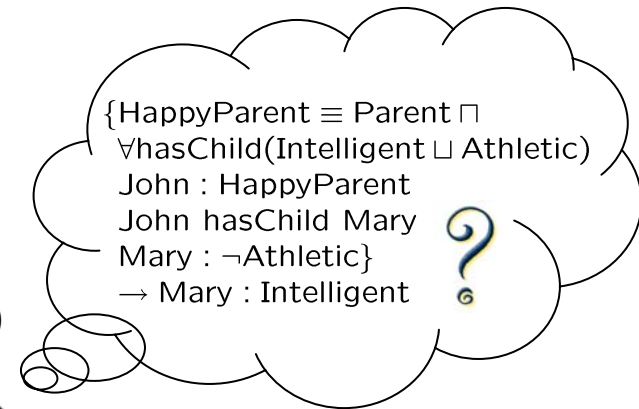 {HappyParent ≡ Parent ⊓
∀hasChild(Intelligent ⊔ Athletic)
John : HappyParent
John hasChild Mary
Mary : ¬Athletic}
→ Mary : Intelligent ?